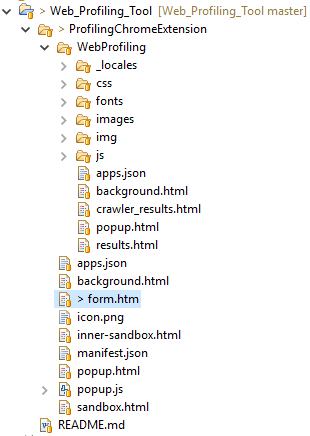 > Web_Profiling_Tool [Web_Profiling_Tool master]
> ProfilingChromeExtension
WebProfiling
_locales
css
fonts
images
img
js
apps.json
background.html
crawler_results.html
popup.html
results.html
apps.json
background.html
> form.htm
icon.png
inner-sandbox.html
manifest.json
popup.html
popup.js
sandbox.html
README.md